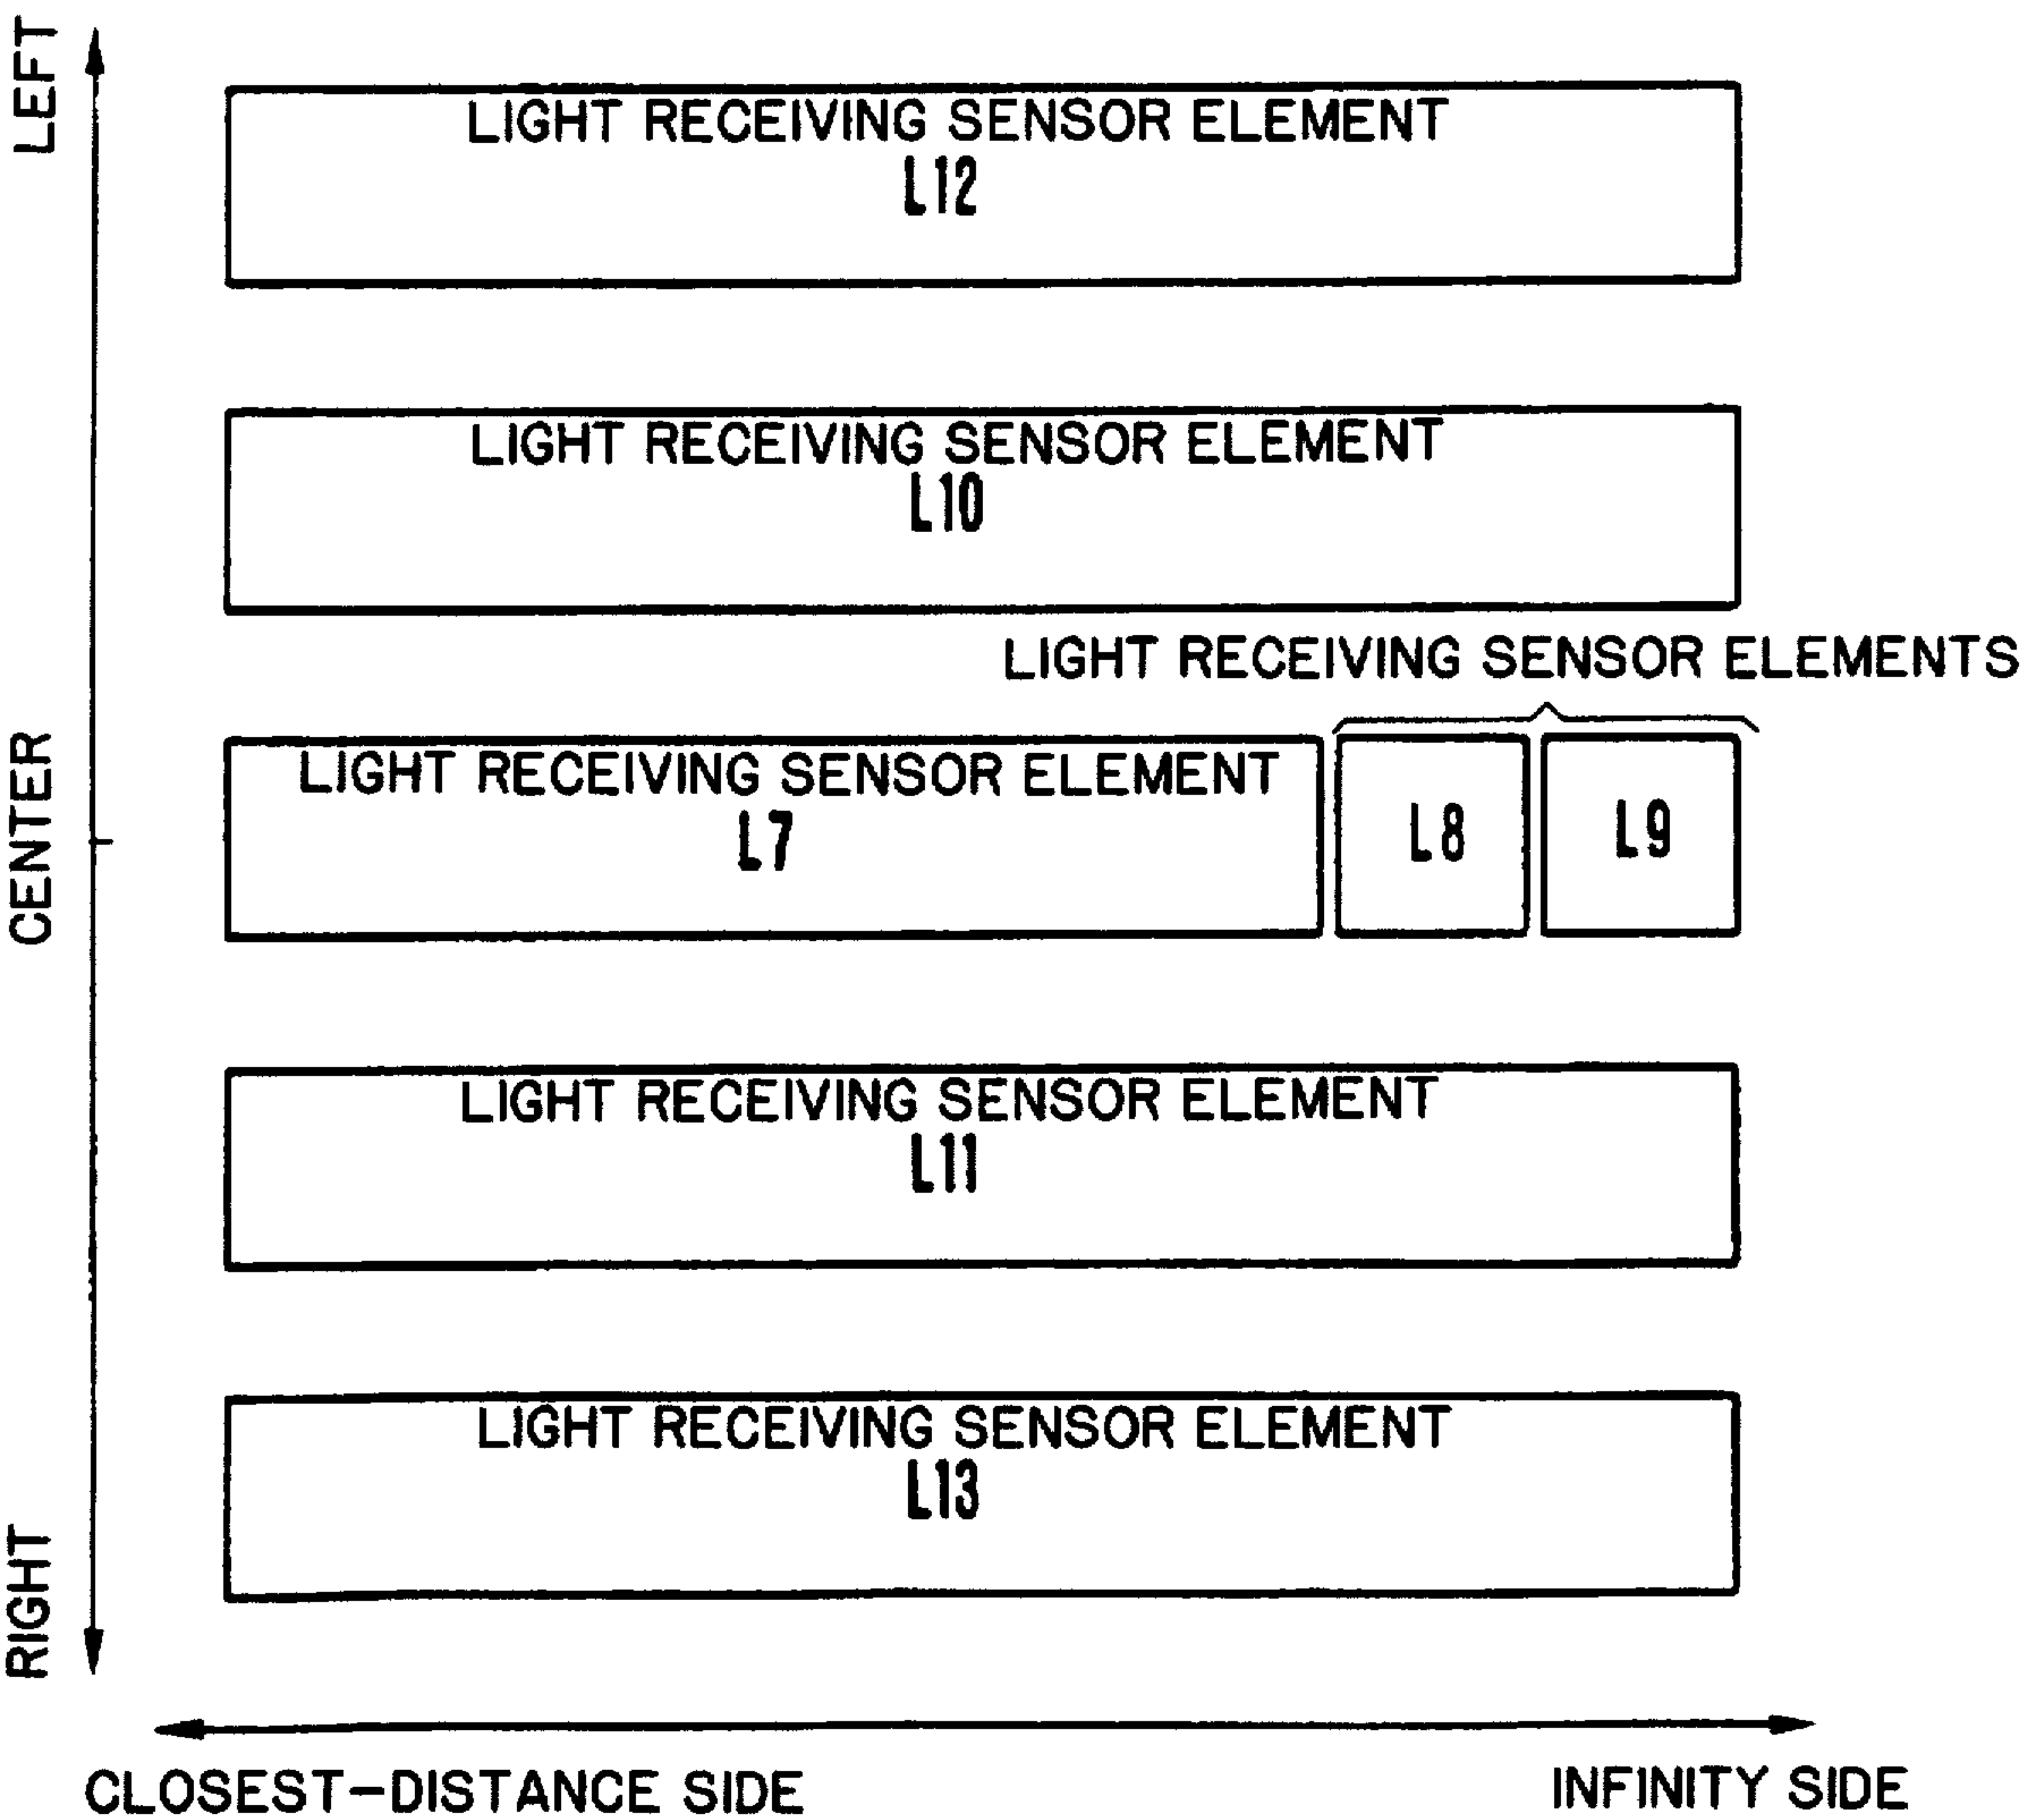 LEFT
LIGHT RECEIVING SENSOR ELEMENT
L12
LIGHT RECEIVING SENSOR ELEMENT
L10
LIGHT RECEIVING SENSOR ELEMENTS
CENTER
LIGHT RECEIVING SENSOR ELEMENT
L7
L8
L9
LIGHT RECEIVING SENSOR ELEMENT
L11
LIGHT RECEIVING SENSOR ELEMENT
L13
RIGHT
CLOSEST-DISTANCE SIDE
INFINITY SIDE